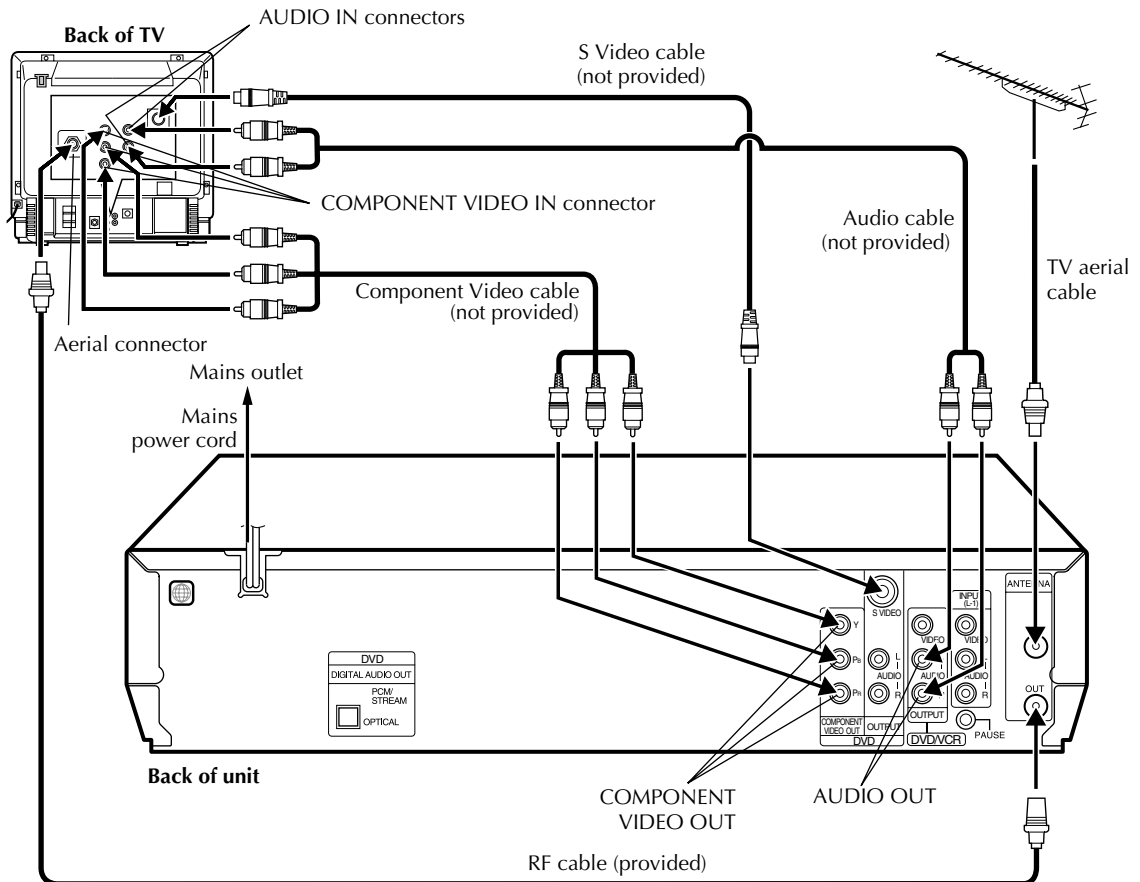 AUDIO IN connectors
Back of TV
S Video cable
(not provided)
COMPONENT VIDEO IN connector
Audio cable
(not provided)
TV aerial
cable
Component Video cable
(not provided)
Aerial connector
Mains outlet
Mains
power cord
ANTENNA
INPUT
(L-1)
S VIDEO
Y
VIDEO
VIDEO
DVD
DIGITAL AUDIO OUT
PCM/
STREAM
OPTICAL
PB
L
AUDIO
AUDIO
AUDIO
PR
R
R
OUT
COMPONENT
VIDEO OUT
OUTPUT
OUTPUT
PAUSE
DVD
DVD/VCR
Back of unit
COMPONENT
VIDEO OUT
AUDIO OUT
RF cable (provided)